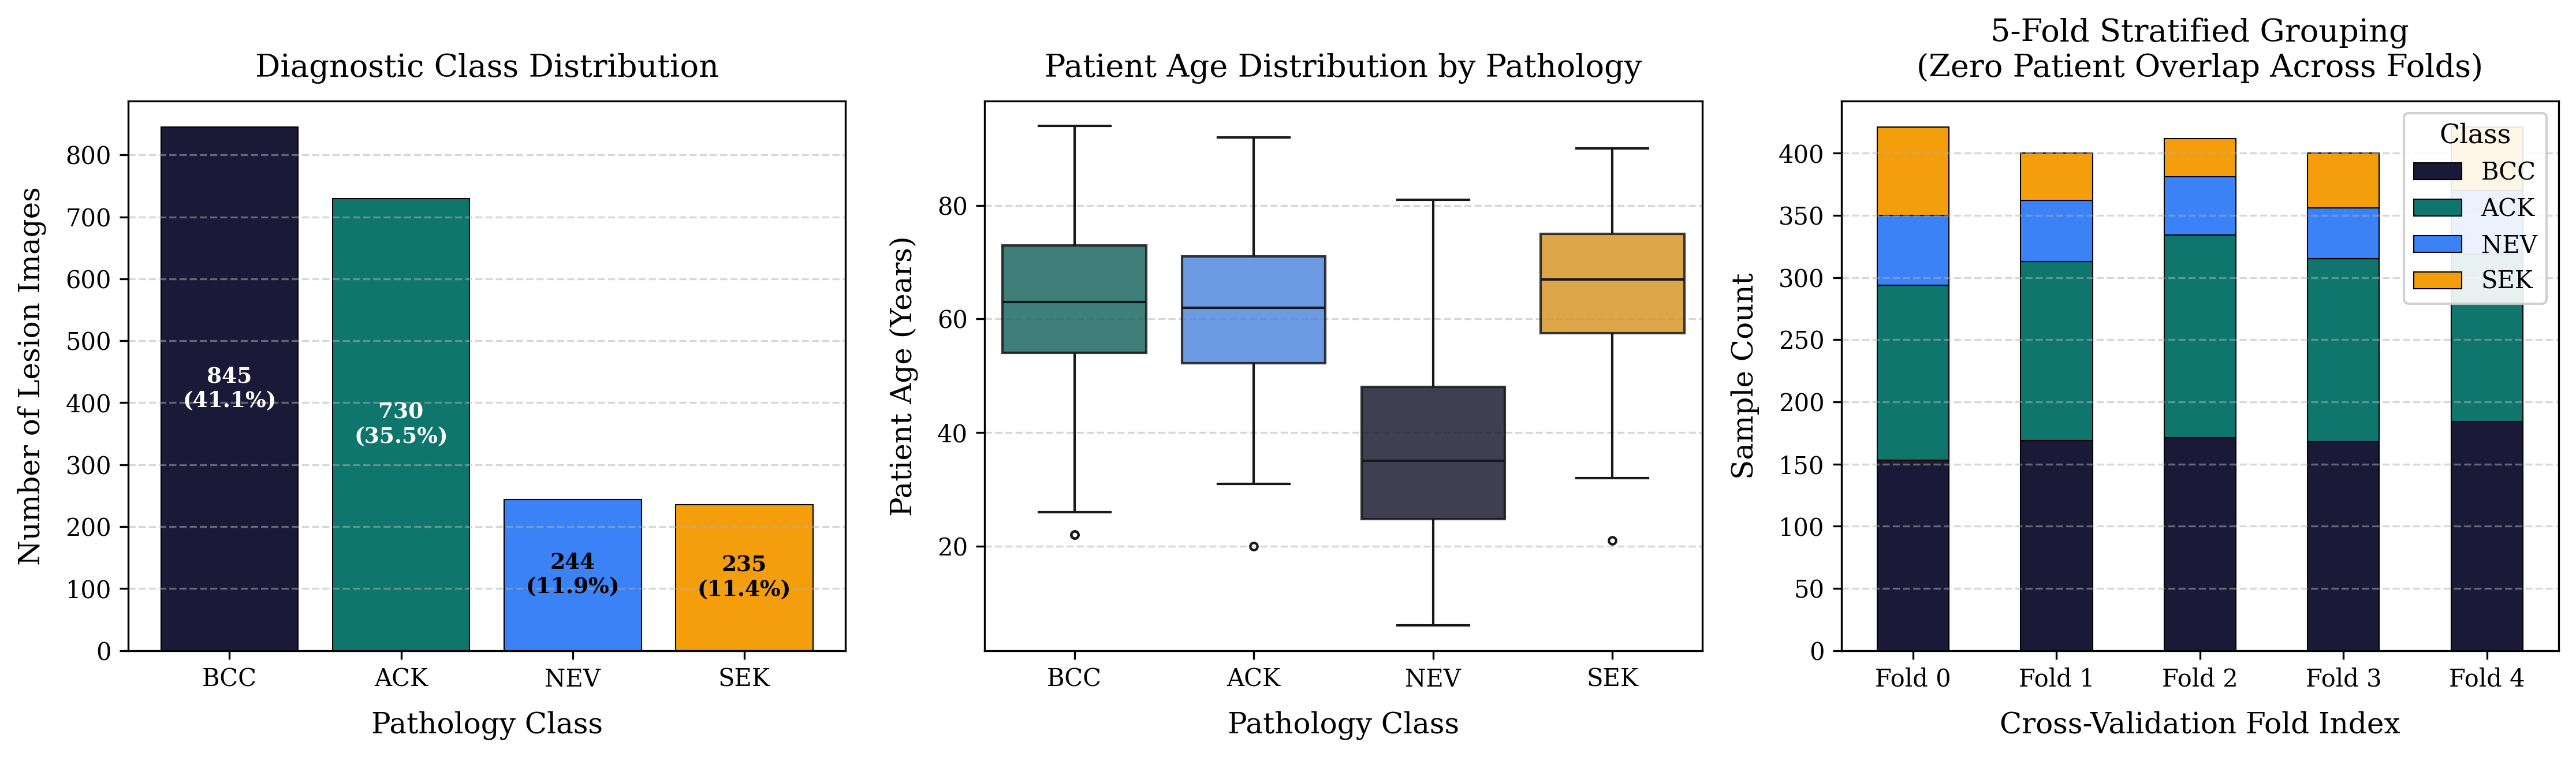 Diagnostic Class Distribution
Number of Lesion Images
800
700
600
500
400
300
200
100
0
845
(41.1%)
730
(35.5%)
244
(11.9%)
235
(11.4%)
BCC
ACK
NEV
SEK
Pathology Class
Patient Age Distribution by Pathology
Patient Age (Years)
80
60
40
20
BCC
ACK
NEV
SEK
Pathology Class
5-Fold Stratified Grouping
(Zero Patient Overlap Across Folds)
Sample Count
400
350
300
250
200
150
100
50
0
Class
BCC
ACK
NEV
SEK
Fold 0
Fold 1
Fold 2
Fold 3
Fold 4
Cross-Validation Fold Index